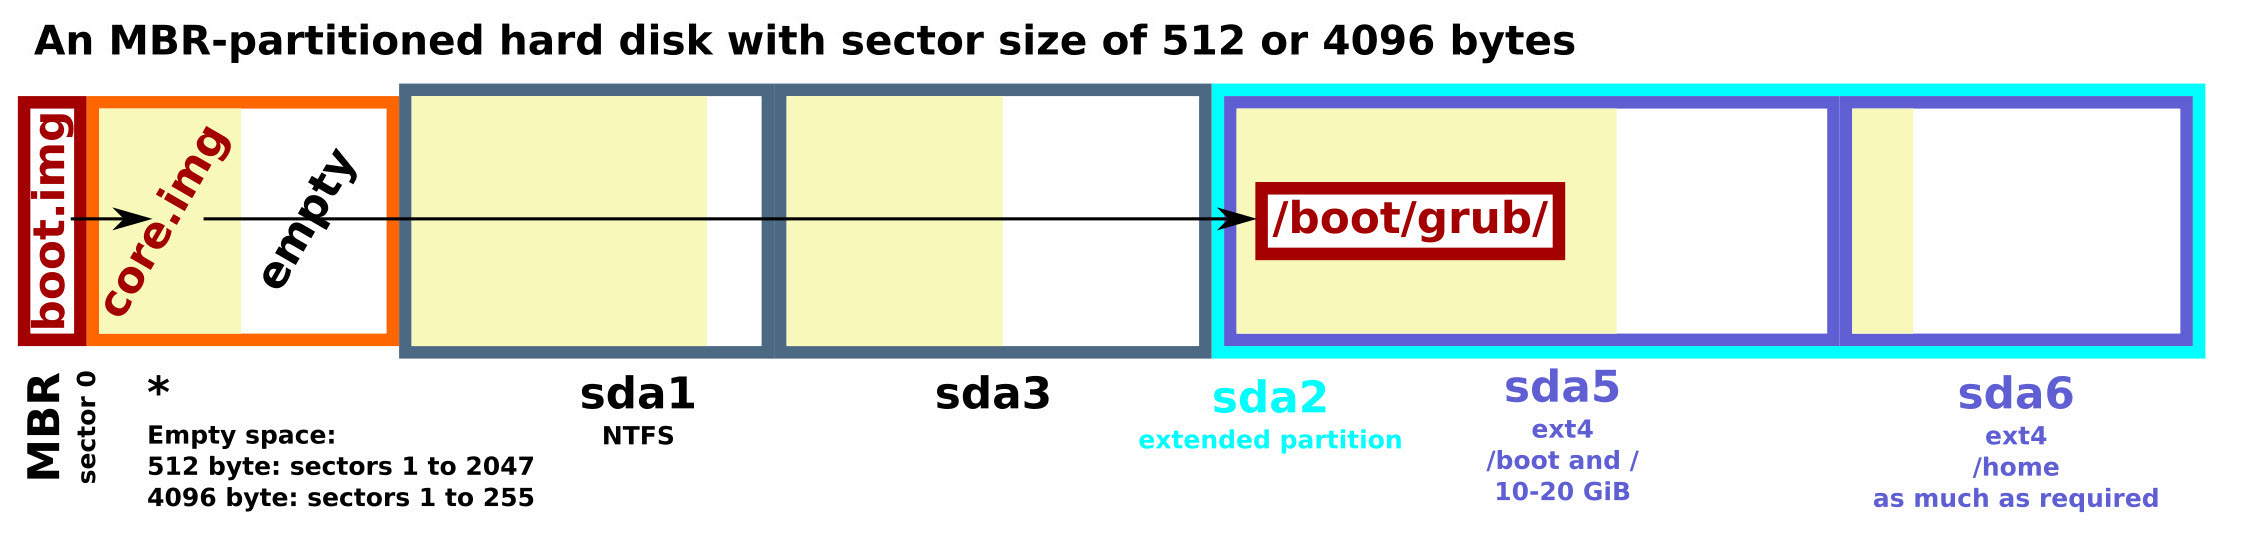 An MBR-partitioned hard disk with sector size of 512 or 4096 bytes
boot.img
core.img
empty
/boot/grub/
MBR
sector 0
*
Empty space:
512 byte: sectors 1 to 2047
4096 byte: sectors 1 to 255
sda1
NTFS
sda3
sda2
extended partition
sda5
ext4
/boot and /
10-20 GiB
sda6
ext4
/home
as much as required